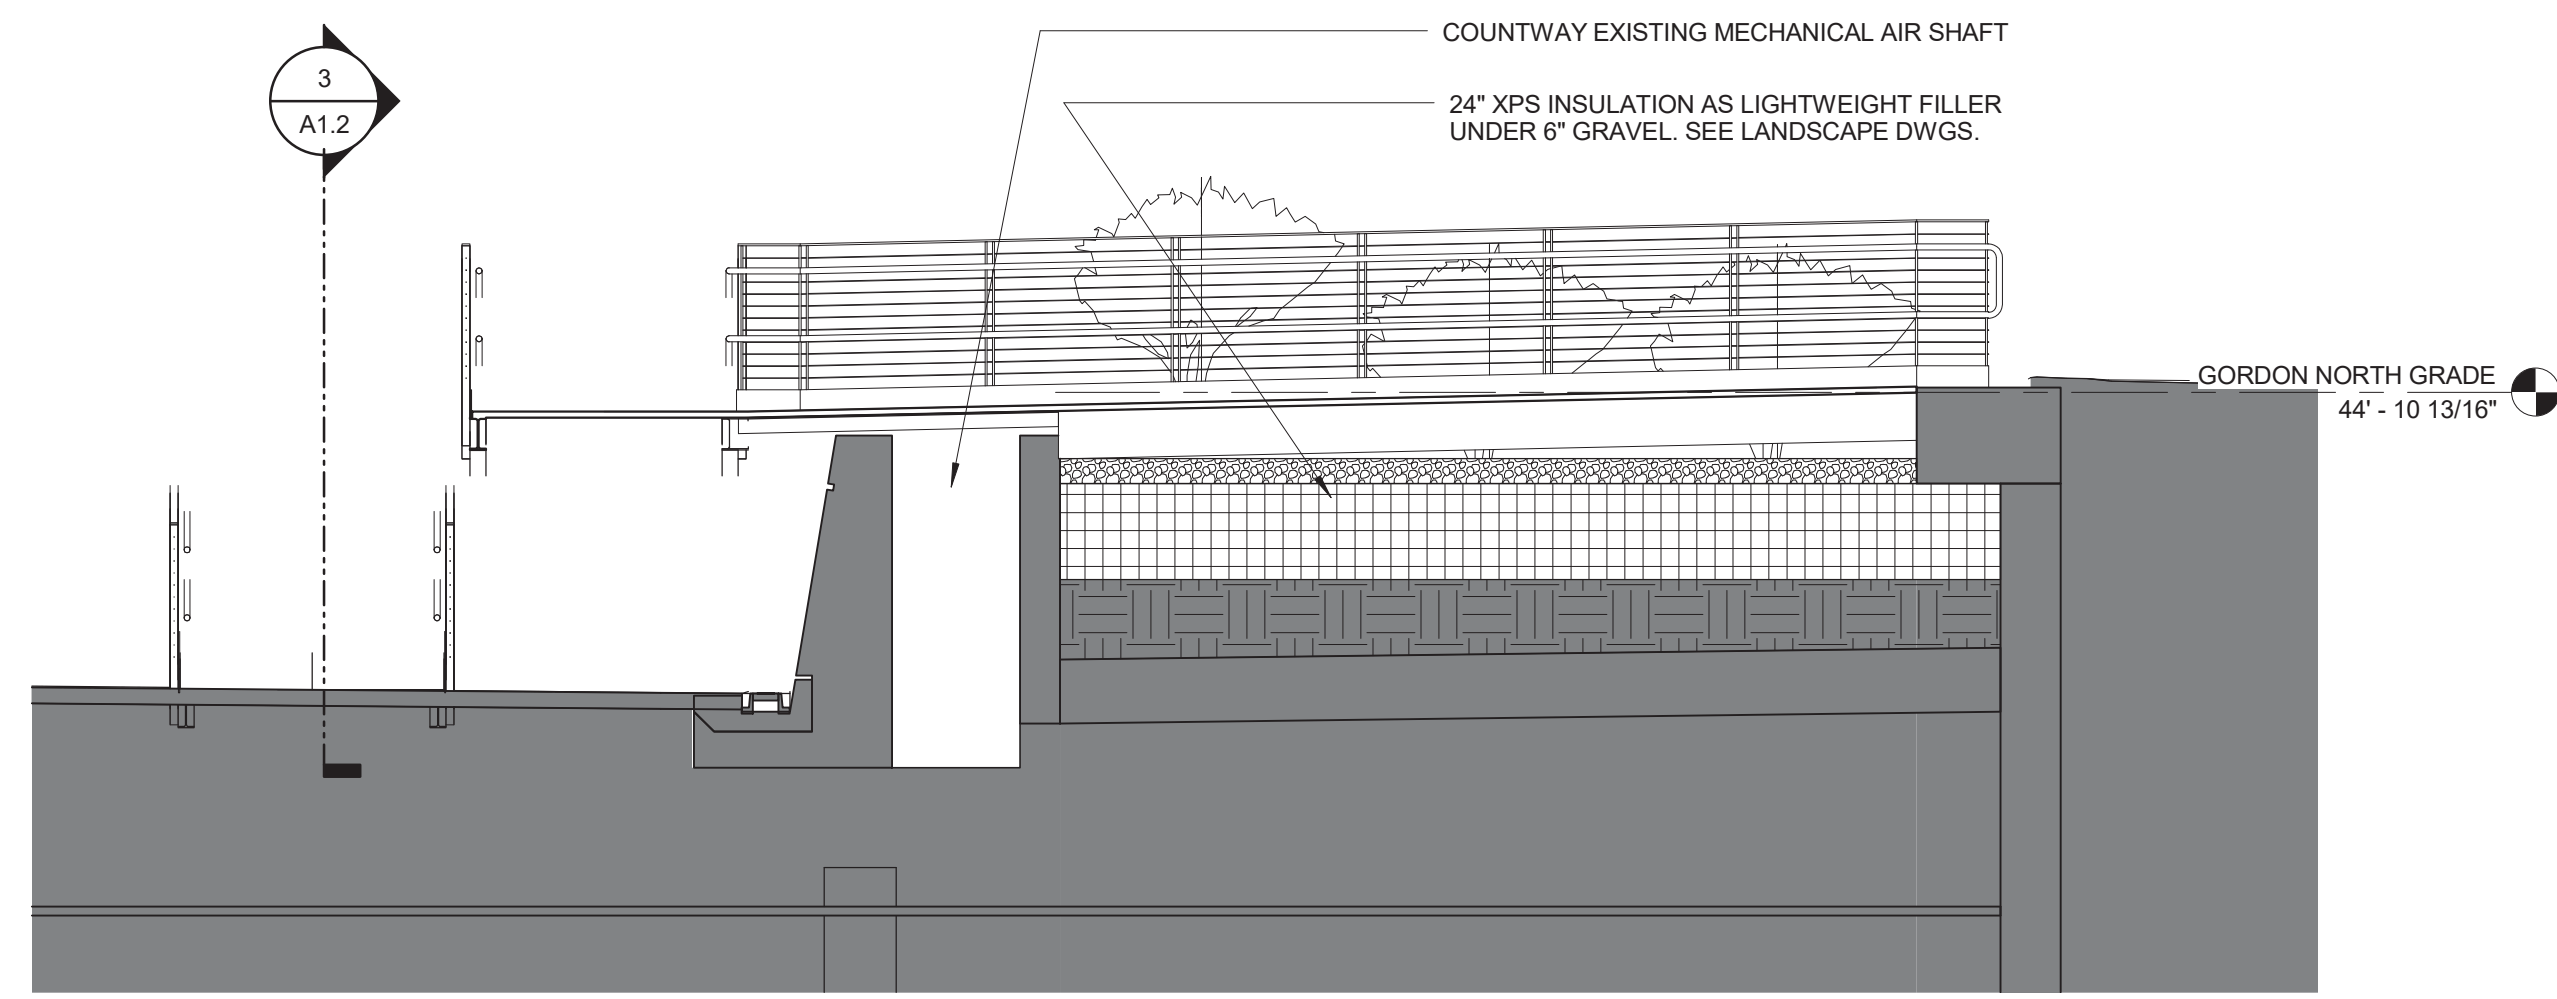 3
A1.2
COUNTWAY EXISTING MECHANICAL AIR SHAFT
24" XPS INSULATION AS LIGHTWEIGHT FILLER
UNDER 6" GRAVEL. SEE LANDSCAPE DWGS.
GORDON NORTH GRADE
44' - 10 13/16"